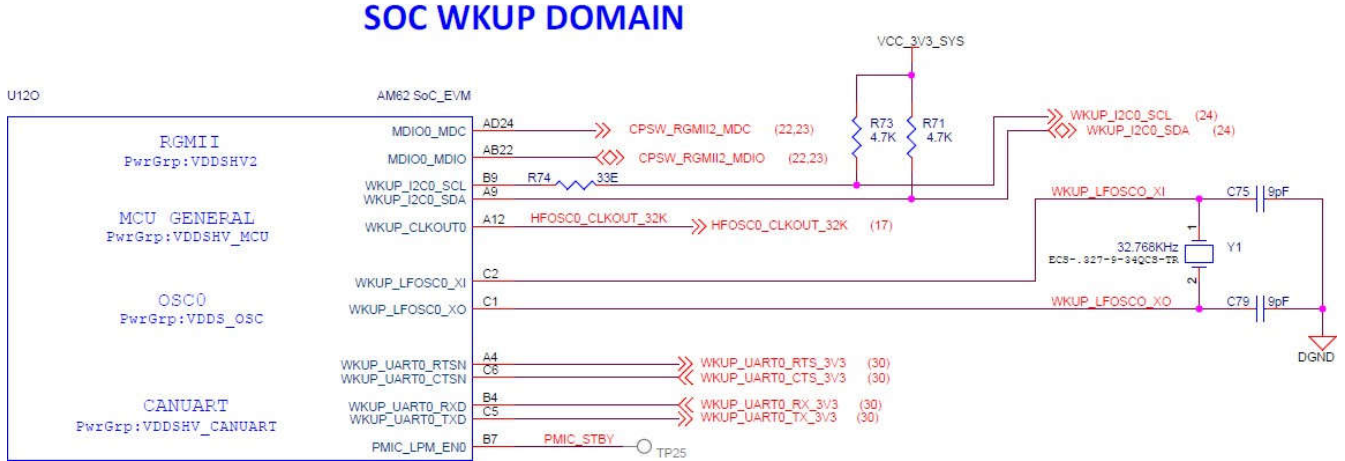 SOC WKUP DOMAIN
VCC_3V3_SYS
U12O
AM62 SoC_EVM
RGMII
PwrGrp:VDDSHV2
MCU GENERAL
PwrGrp:VDDSHV_MCU
OSC0
PwrGrp:VDDS_OSC
CANUART
PwrGrp:VDDSHV_CANUART
MDIO0_MDC AD24 CPSW_RGMII2_MDC (22,23)
MDIO0_MDIO AB22 CPSW_RGMII2_MDIO (22,23)
WKUP_I2C0_SCL B9 R74 33E
WKUP_I2C0_SDA A9
R73
4.7K
R71
4.7K
WKUP_I2C0_SCL (24)
WKUP_I2C0_SDA (24)
WKUP_CLKOUT0 A12 HFOSC0_CLKOUT_32K HFOSC0_CLKOUT_32K (17)
WKUP_LFOSC0_XI C2 WKUP_LFOSCO_XI C75 9pF
1
32.768KHz Y1
ECS-.327-9-34QCS-TR
2
WKUP_LFOSC0_XO C1 WKUP_LFOSCO_XO C79 9pF
DGND
WKUP_UART0_RTSN A4 WKUP_UART0_RTS_3V3 (30)
WKUP_UART0_CTSN C6 WKUP_UART0_CTS_3V3 (30)
WKUP_UART0_RXD B4 WKUP_UART0_RX_3V3 (30)
WKUP_UART0_TXD C5 WKUP_UART0_TX_3V3 (30)
PMIC_LPM_EN0 B7 PMIC_STBY TP25